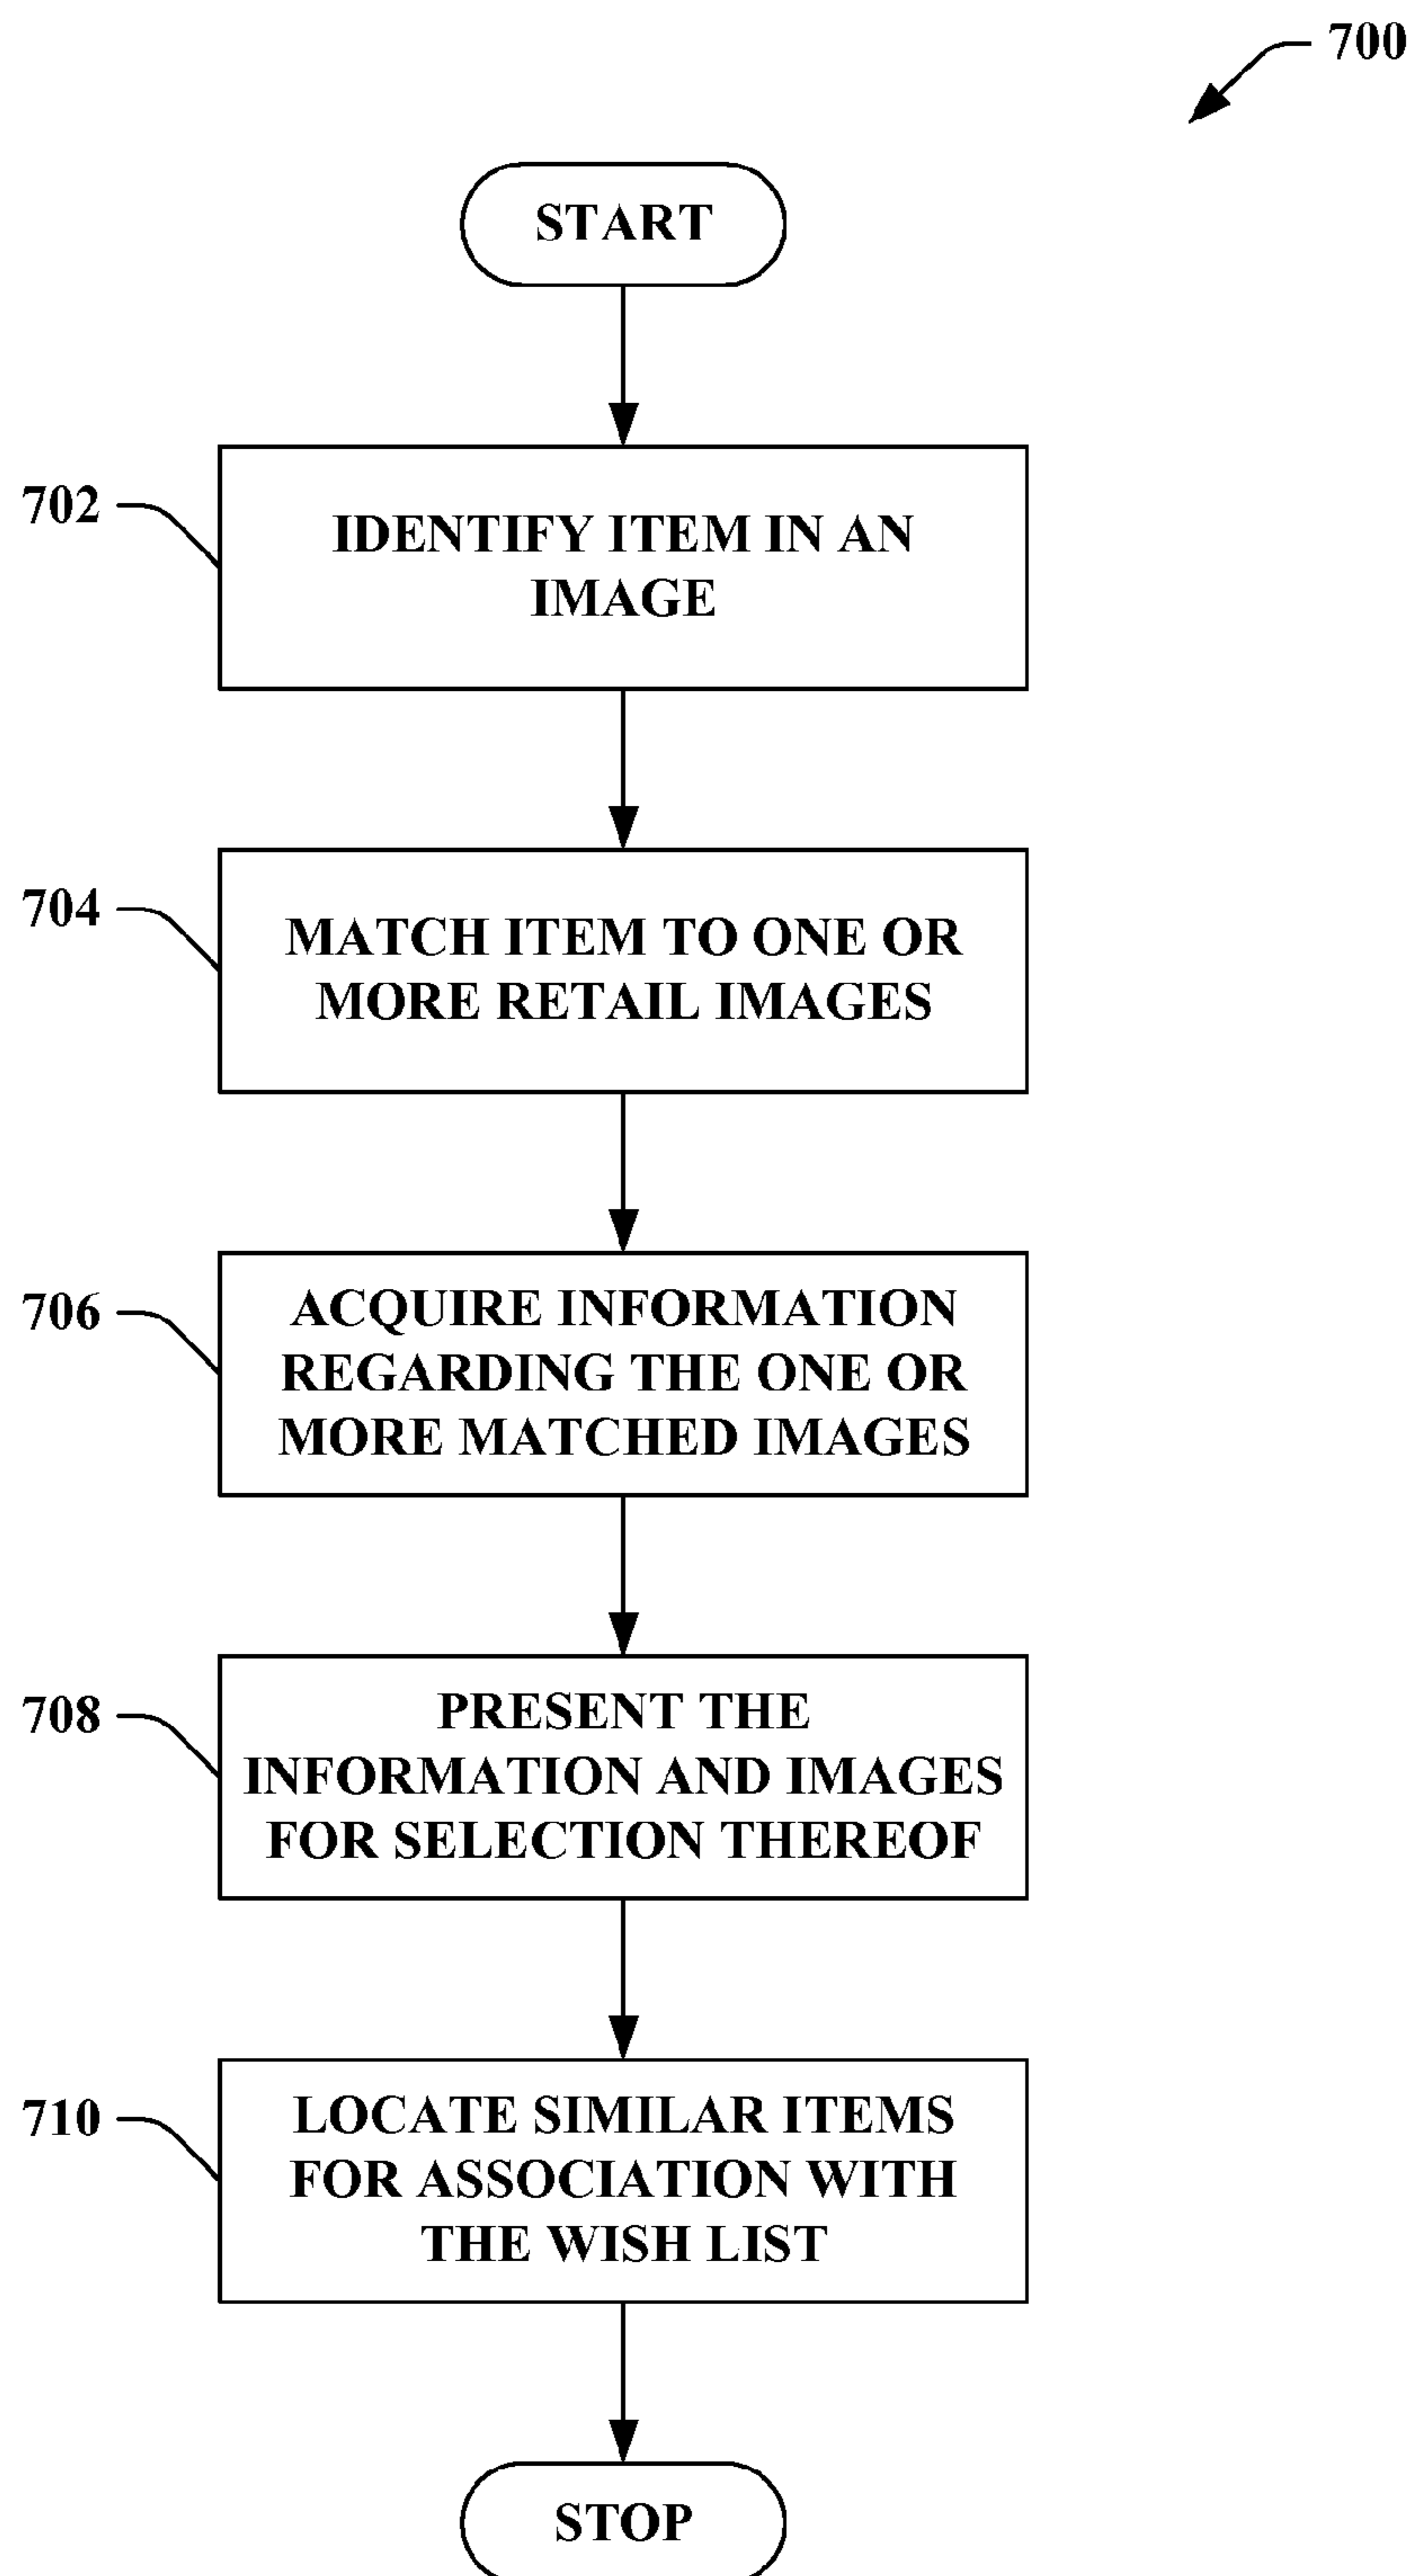 700
START
702
IDENTIFY ITEM IN AN
IMAGE
704
MATCH ITEM TO ONE OR
MORE RETAIL IMAGES
706
ACQUIRE INFORMATION
REGARDING THE ONE OR
MORE MATCHED IMAGES
708
PRESENT THE
INFORMATION AND IMAGES
FOR SELECTION THEREOF
710
LOCATE SIMILAR ITEMS
FOR ASSOCIATION WITH
THE WISH LIST
STOP